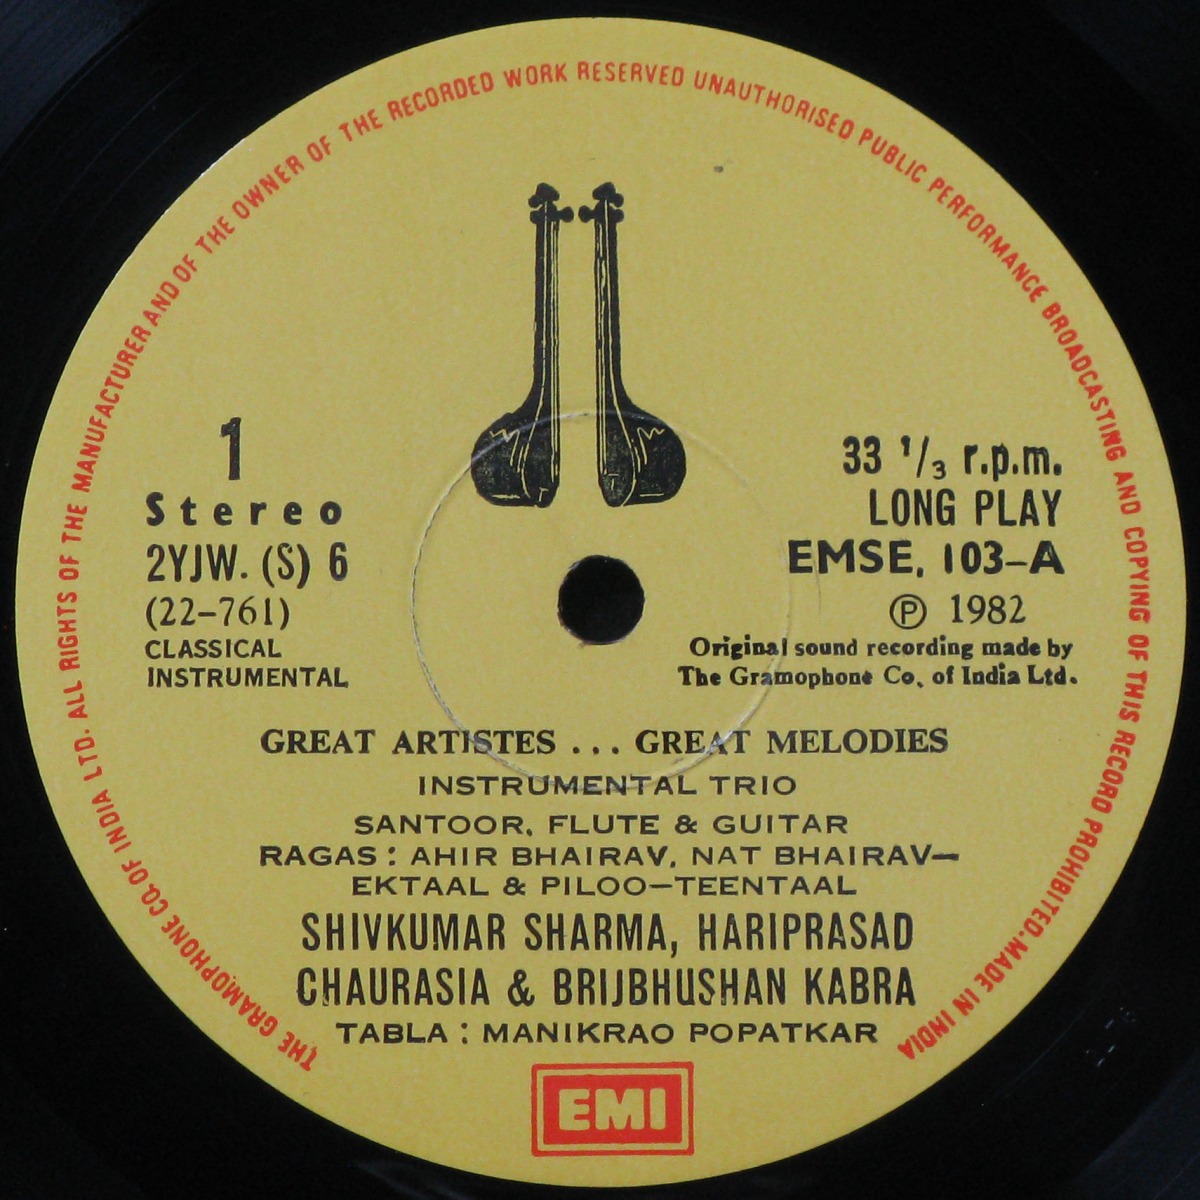 THE GRAMOPHONE CO. OF INDIA LTD. ALL RIGHTS OF THE MANUFACTURER AND OF THE OWNER OF THE RECORDED WORK RESERVED UNAUTHORISED PUBLIC PERFORMANCE BROADCASTING AND COPYING OF THIS RECORD PROHIBITED. MADE IN INDIA
1
Stereo
2YJW. (S) 6
(22-761)
CLASSICAL
INSTRUMENTAL
33 1/3 r.p.m.
LONG PLAY
EMSE. 103-A
℗ 1982
Original sound recording made by
The Gramophone Co. of India Ltd.
GREAT ARTISTES ... GREAT MELODIES
INSTRUMENTAL TRIO
SANTOOR, FLUTE & GUITAR
RAGAS : AHIR BHAIRAV, NAT BHAIRAV—
EKTAAL & PILOO—TEENTAAL
SHIVKUMAR SHARMA, HARIPRASAD
CHAURASIA & BRIJBHUSHAN KABRA
TABLA : MANIKRAO POPATKAR
EMI